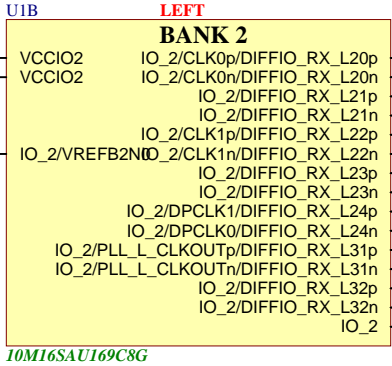 U1B LEFT
BANK 2
VCCIO2 IO_2/CLK0p/DIFFIO_RX_L20p
VCCIO2 IO_2/CLK0n/DIFFIO_RX_L20n
IO_2/DIFFIO_RX_L21p
IO_2/DIFFIO_RX_L21n
IO_2/CLK1p/DIFFIO_RX_L22p
IO_2/VREFB2N0 IO_2/CLK1n/DIFFIO_RX_L22n
IO_2/DIFFIO_RX_L23p
IO_2/DIFFIO_RX_L23n
IO_2/DPCLK1/DIFFIO_RX_L24p
IO_2/DPCLK0/DIFFIO_RX_L24n
IO_2/PLL_L_CLKOUTp/DIFFIO_RX_L31p
IO_2/PLL_L_CLKOUTn/DIFFIO_RX_L31n
IO_2/DIFFIO_RX_L32p
IO_2/DIFFIO_RX_L32n
IO_2
10M16SAU169C8G